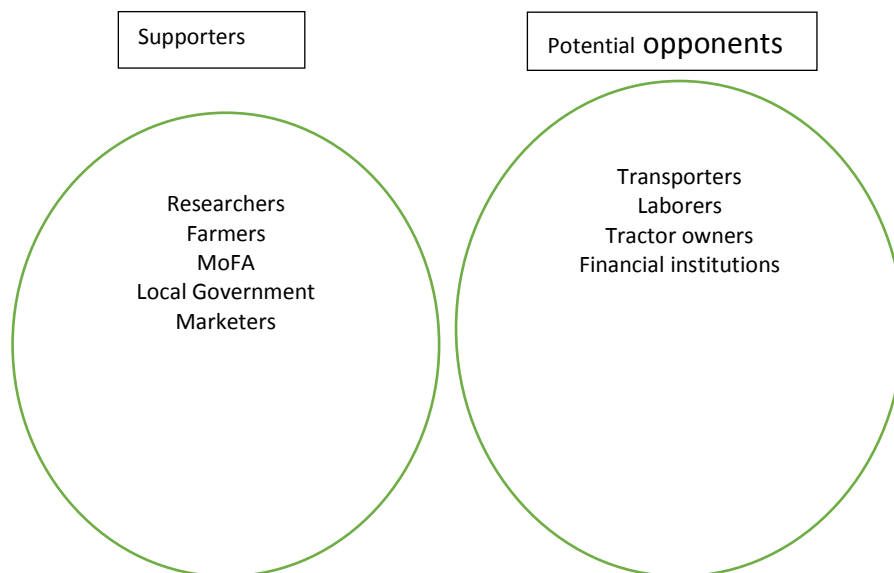 Supporters
Potential opponents
Researchers
Farmers
MoFA
Local Government
Marketers
Transporters
Laborers
Tractor owners
Financial institutions